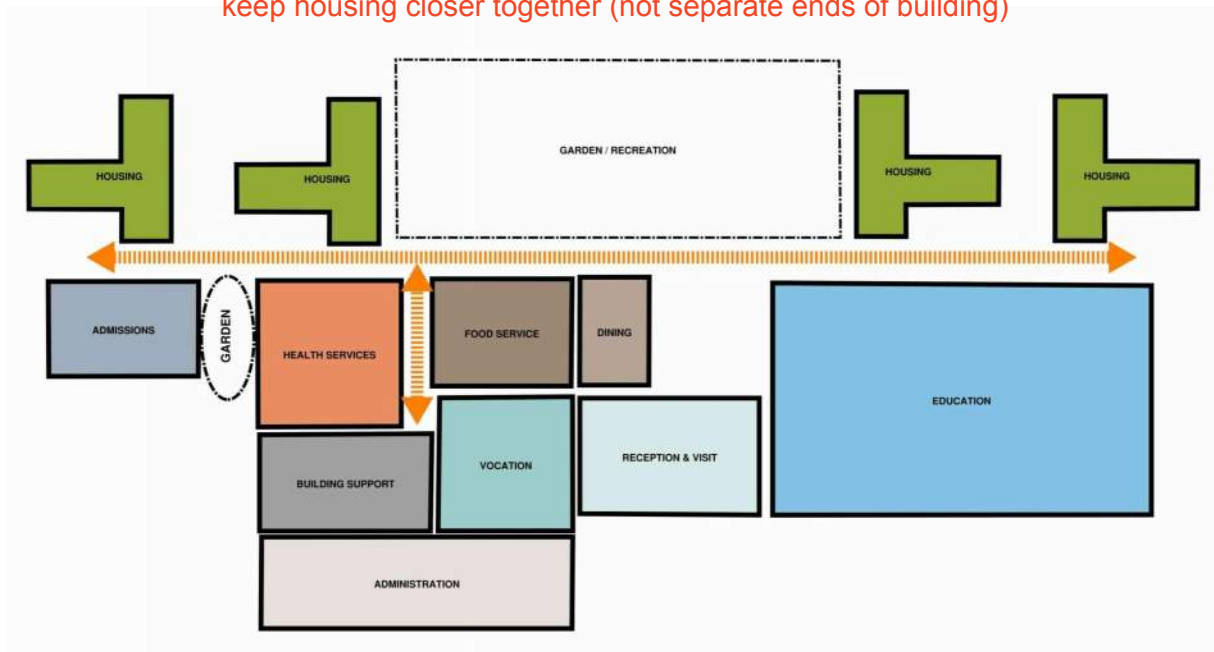 keep housing closer together (not separate ends of building)
GARDEN / RECREATION
HOUSING
HOUSING
HOUSING
HOUSING
ADMISSIONS
GARDEN
HEALTH SERVICES
FOOD SERVICE
DINING
EDUCATION
BUILDING SUPPORT
VOCATION
RECEPTION & VISIT
ADMINISTRATION